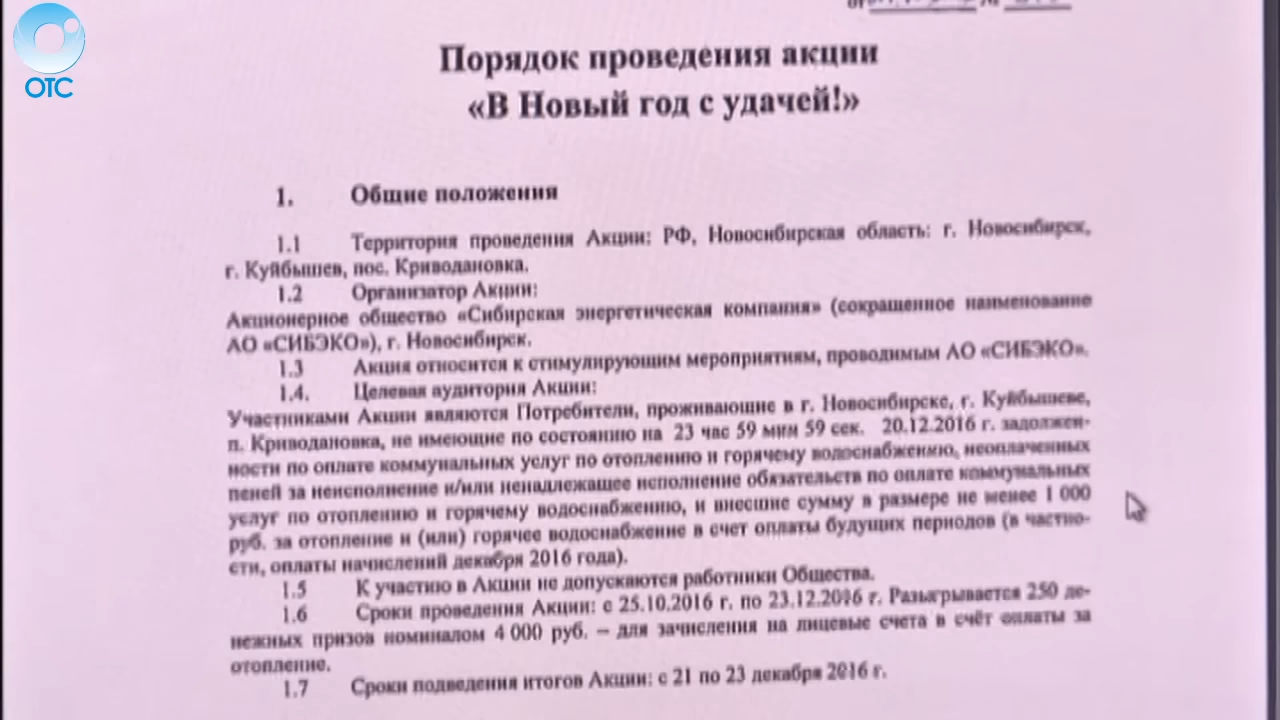 ОТС
Порядок проведения акции
«В Новый год с удачей!»
1. Общие положения
1.1 Территория проведения Акции: РФ, Новосибирская область: г. Новосибирск,
г. Куйбышев, пос. Криводановка.
1.2 Организатор Акции:
Акционерное общество «Сибирская энергетическая компания» (сокращенное наименование
АО «СИБЭКО»), г. Новосибирск.
1.3 Акция относится к стимулирующим мероприятиям, проводимым АО «СИБЭКО».
1.4. Целевая аудитория Акции:
Участниками Акции являются Потребители, проживающие в г. Новосибирске, г. Куйбышеве,
п. Криводановка, не имеющие по состоянию на 23 час 59 мин 59 сек. 20.12.2016 г. задолжен-
ности по оплате коммунальных услуг по отоплению и горячему водоснабжению, неоплаченных
пеней за неисполнение и/или ненадлежащее исполнение обязательств по оплате коммунальных
услуг по отоплению и горячему водоснабжению, и внесшие сумму в размере не менее 1 000
руб. за отопление и (или) горячее водоснабжение в счет оплаты будущих периодов (в частно-
сти, оплаты начислений декабря 2016 года).
1.5 К участию в Акции не допускаются работники Общества.
1.6 Сроки проведения Акции: с 25.10.2016 г. по 23.12.2016 г. Разыгрывается 250 де-
нежных призов номиналом 4 000 руб. – для зачисления на лицевые счета в счёт оплаты за
отопление.
1.7 Сроки подведения итогов Акции: с 21 по 23 декабря 2016 г.